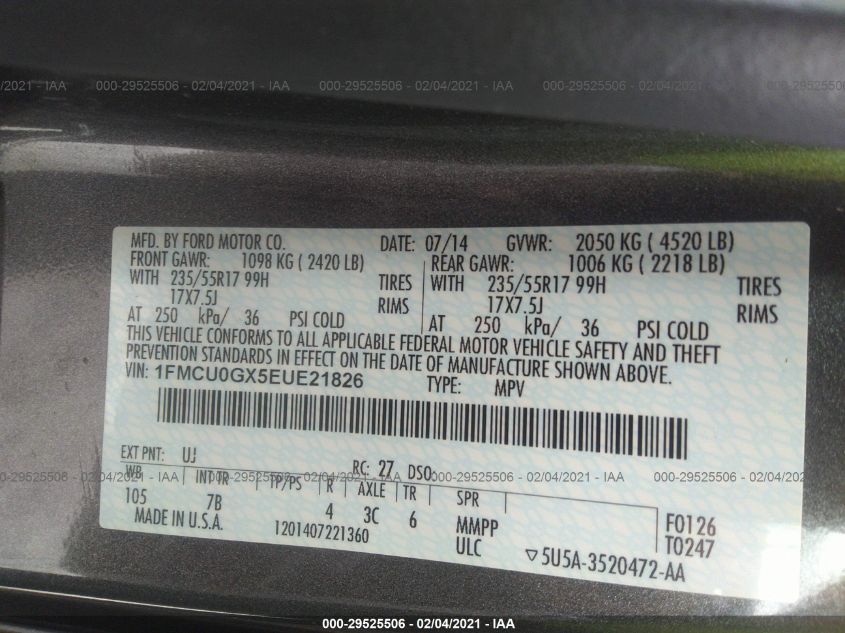 2/04/2021 - IAA 000-29525506 - 02/04/2021 - IAA 000-29525506 - 02/04/2021 - IAA 000-29525506 - 02/04/2021
MFD. BY FORD MOTOR CO. DATE: 07/14 GVWR: 2050 KG ( 4520 LB)
FRONT GAWR: 1098 KG ( 2420 LB) REAR GAWR: 1006 KG ( 2218 LB)
WITH 235/55R17 99H TIRES WITH 235/55R17 99H TIRES
17X7.5J RIMS 17X7.5J RIMS
AT 250 kPa/ 36 PSI COLD AT 250 kPa/ 36 PSI COLD
THIS VEHICLE CONFORMS TO ALL APPLICABLE FEDERAL MOTOR VEHICLE SAFETY AND THEFT
PREVENTION STANDARDS IN EFFECT ON THE DATE OF MANUFACTURE SHOWN ABOVE.
VIN: 1FMCU0GX5EUE21826 TYPE: MPV
EXT PNT: UJ RC: 27 DSO:
2/04/2021 - IAA 000-29525506 - 02/04/2021 - IAA 000-29525506 - 02/04/2021 - IAA 000-29525506 - 02/04/2021
WB INT TR TP/PS R AXLE TR SPR
105 7B 4 3C 6 MMPP F0126
MADE IN U.S.A. 1201407221360 ULC T0247
▽5U5A-3520472-AA
000-29525506 - 02/04/2021 - IAA